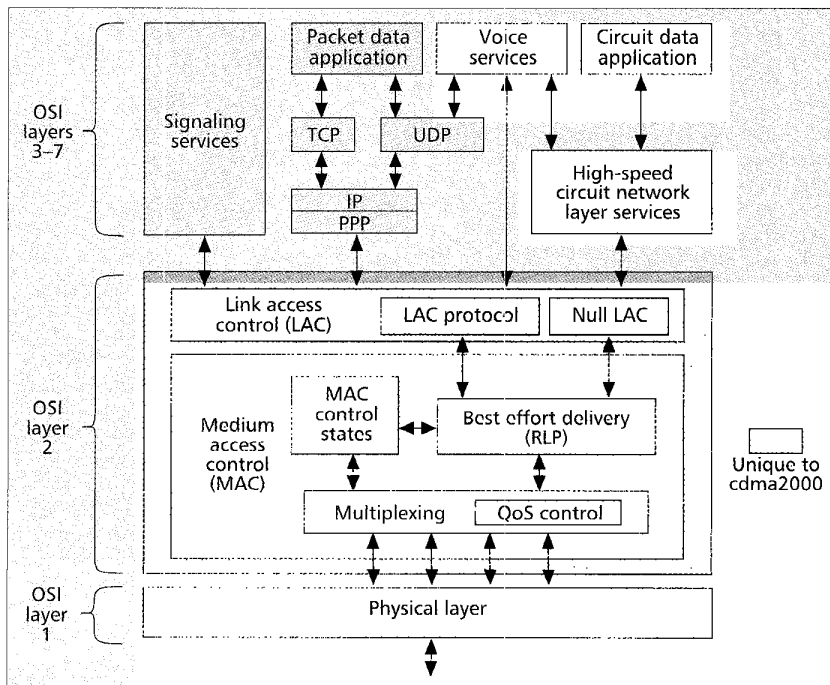 OSI
layers
3–7
Signaling
services
Packet data
application
Voice
services
Circuit data
application
TCP
UDP
IP
PPP
High-speed
circuit network
layer services
OSI
layer
2
Link access
control (LAC)
LAC protocol
Null LAC
Medium
access
control
(MAC)
MAC
control
states
Best effort delivery
(RLP)
Multiplexing
QoS control
Unique to
cdma2000
OSI
layer
1
Physical layer